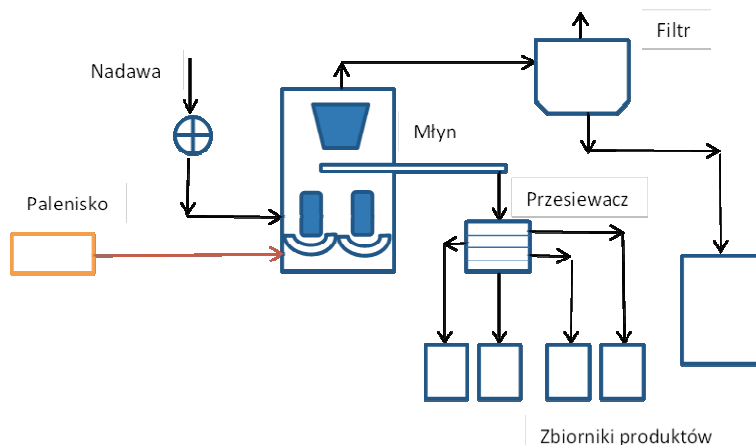 Filtr
Nadawa
Młyn
Palenisko
Przesiewacz
Zbiorniki produktów